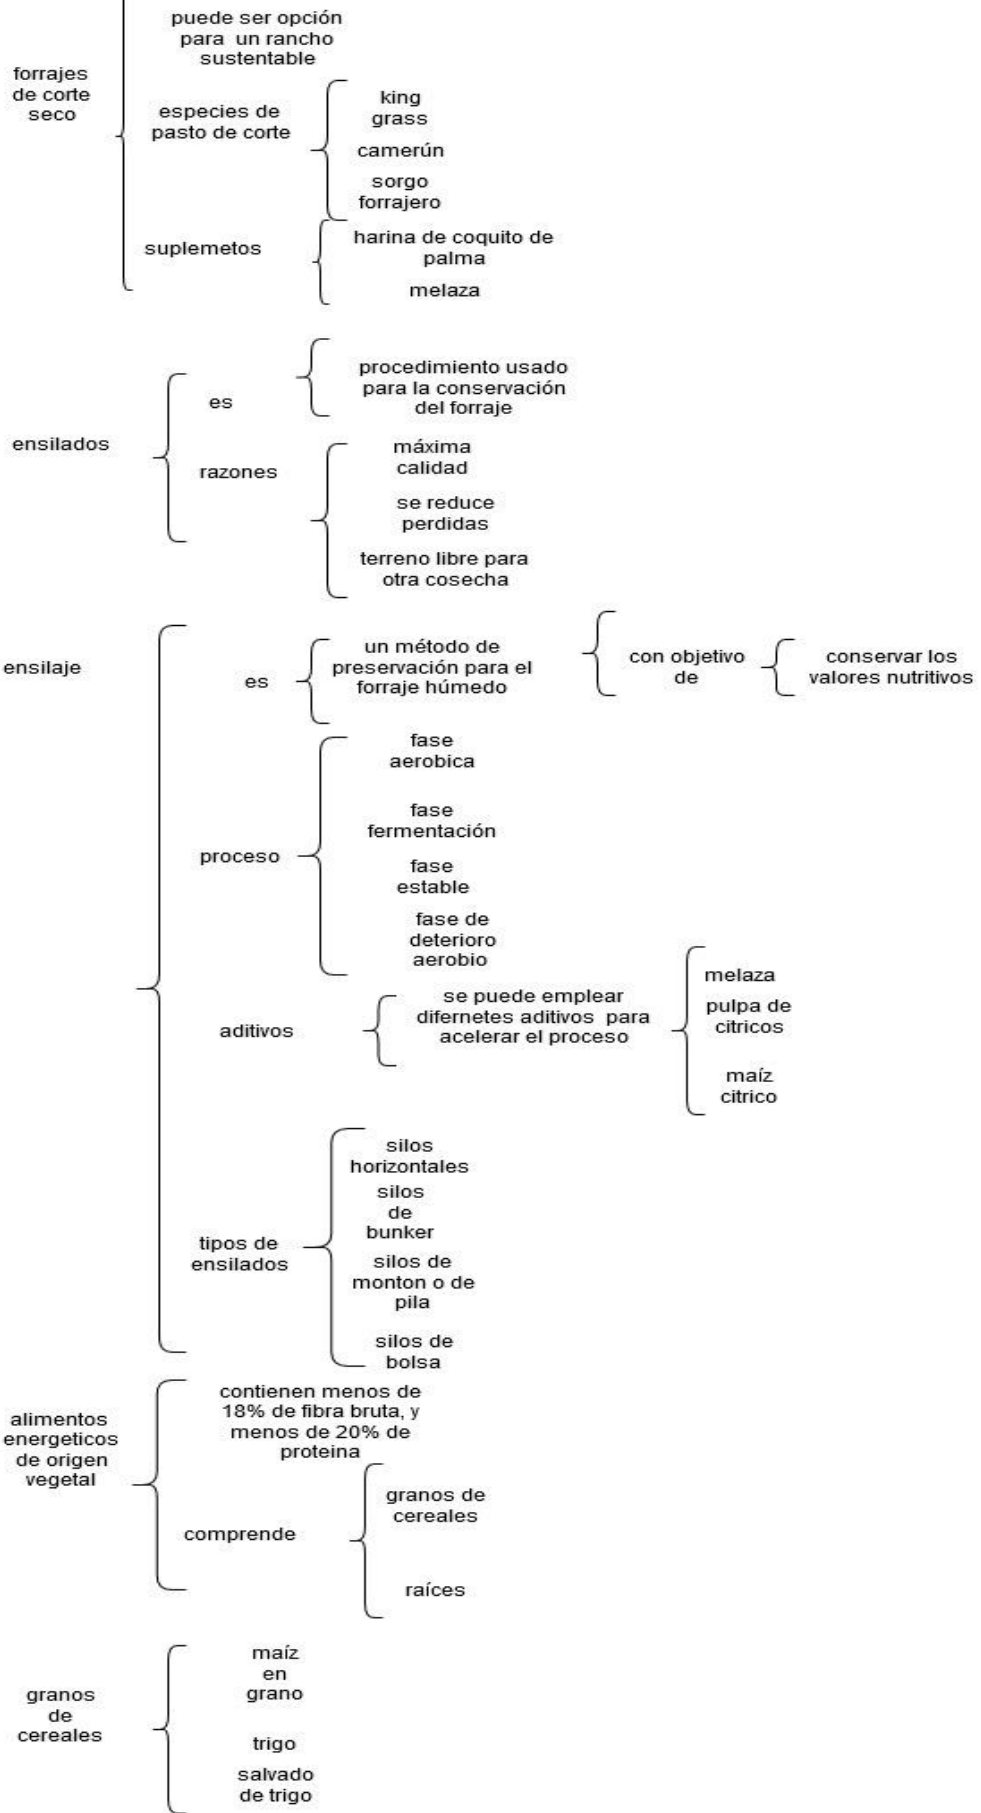 puede ser opción
para un rancho
sustentable
forrajes
de corte
seco
especies de
pasto de corte
king
grass
camerún
sorgo
forrajero
suplemetos
harina de coquito de
palma
melaza
ensilados
es
procedimiento usado
para la conservación
del forraje
razones
máxima
calidad
se reduce
perdidas
terreno libre para
otra cosecha
ensilaje
es
un método de
preservación para el
forraje húmedo
con objetivo
de
conservar los
valores nutritivos
proceso
fase
aerobica
fase
fermentación
fase
estable
fase de
deterioro
aerobio
aditivos
se puede emplear
difernetes aditivos para
acelerar el proceso
melaza
pulpa de
citricos
maíz
citrico
tipos de
ensilados
silos
horizontales
silos
de
bunker
silos de
monton o de
pila
silos de
bolsa
alimentos
energeticos
de origen
vegetal
contienen menos de
18% de fibra bruta, y
menos de 20% de
proteina
comprende
granos de
cereales
raíces
granos
de
cereales
maíz
en
grano
trigo
salvado
de trigo